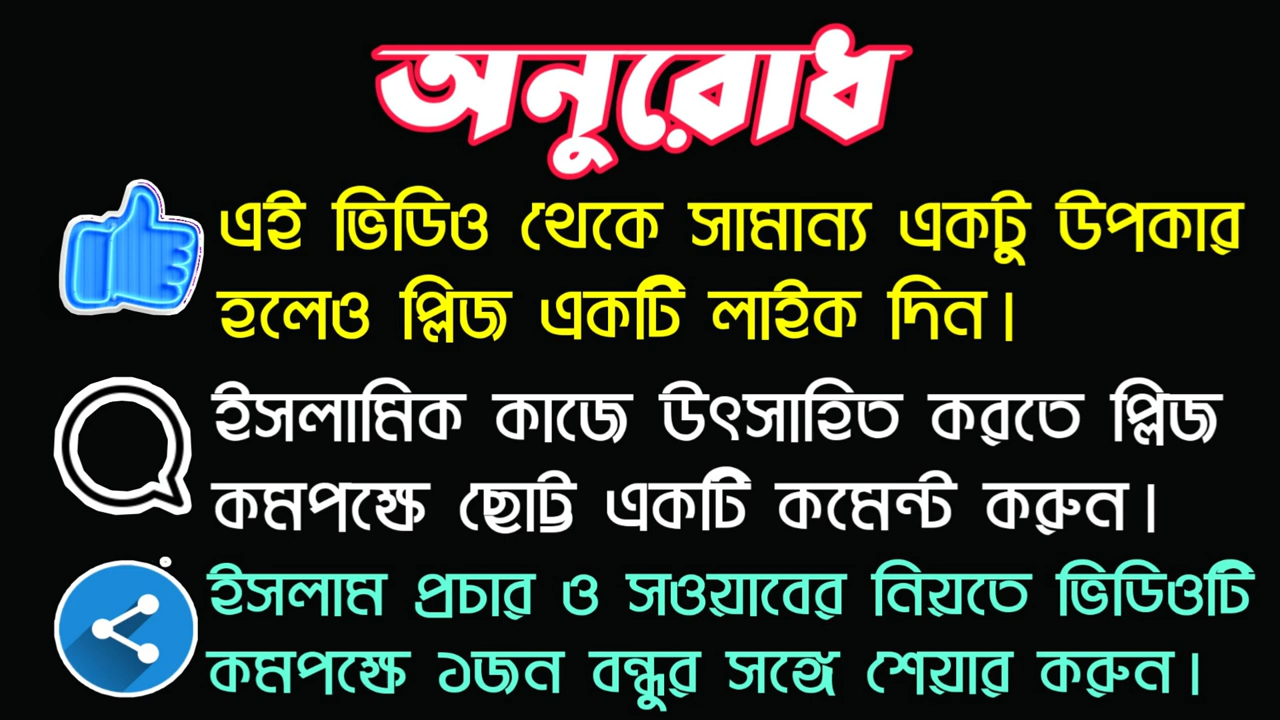 অনুরোধ
এই ভিডিও থেকে সামান্য একটু উপকার
হলেও প্লিজ একটি লাইক দিন।
ইসলামিক কাজে উৎসাহিত করতে প্লিজ
কমপক্ষে ছোট্ট একটি কমেন্ট করুন।
ইসলাম প্রচার ও সওয়াবের নিয়তে ভিডিওটি
কমপক্ষে ১জন বন্ধুর সঙ্গে শেয়ার করুন।